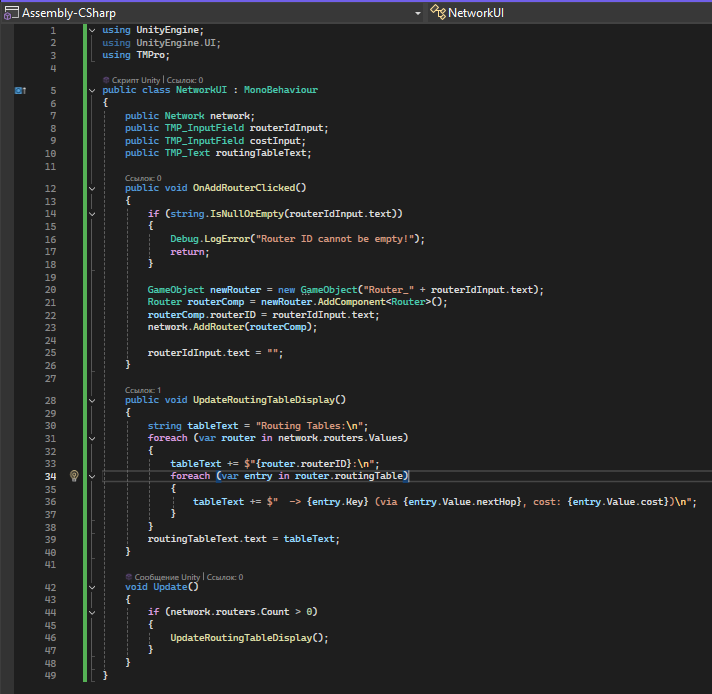 Assembly-CSharp NetworkUI
1 using UnityEngine;
2 using UnityEngine.UI;
3 using TMPro;
4
Скрипт Unity | Ссылок: 0
5 public class NetworkUI : MonoBehaviour
6 {
7 public Network network;
8 public TMP_InputField routerIdInput;
9 public TMP_InputField costInput;
10 public TMP_Text routingTableText;
11
Ссылок: 0
12 public void OnAddRouterClicked()
13 {
14 if (string.IsNullOrEmpty(routerIdInput.text))
15 {
16 Debug.LogError("Router ID cannot be empty!");
17 return;
18 }
19
20 GameObject newRouter = new GameObject("Router_" + routerIdInput.text);
21 Router routerComp = newRouter.AddComponent<Router>();
22 routerComp.routerID = routerIdInput.text;
23 network.AddRouter(routerComp);
24
25 routerIdInput.text = "";
26 }
27
Ссылок: 1
28 public void UpdateRoutingTableDisplay()
29 {
30 string tableText = "Routing Tables:\n";
31 foreach (var router in network.routers.Values)
32 {
33 tableText += $"{router.routerID}:\n";
34 foreach (var entry in router.routingTable)
35 {
36 tableText += $"  -> {entry.Key} (via {entry.Value.nextHop}, cost: {entry.Value.cost})\n";
37 }
38 }
39 routingTableText.text = tableText;
40 }
41
Сообщение Unity | Ссылок: 0
42 void Update()
43 {
44 if (network.routers.Count > 0)
45 {
46 UpdateRoutingTableDisplay();
47 }
48 }
49 }